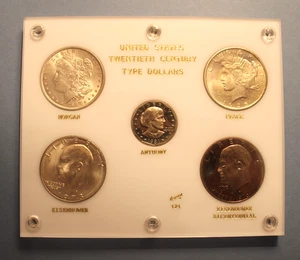 UNITED STATES
TWENTIETH CENTURY
TYPE DOLLARS
MORGAN
PEACE
ANTHONY
EISENHOWER
EISENHOWER
BICENTENNIAL